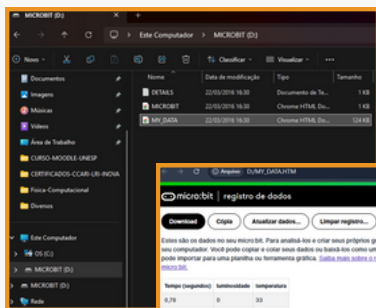 MICROBIT (D:)
Este Computador > MICROBIT (D:)
Novo
Classificar
Visualizar
Documentos
Imagens
Músicas
Vídeos
Área de Trabalho
CURSO-MOODLE-UNESP
CERTIFICADOS-CCARI-URI-INOVA
Fisica-Computacional
Diversos
Este Computador
OS (C:)
MICROBIT (D:)
MICROBIT (D:)
Rede
Nome Data de modificação Tipo Tamanho
DETAILS 22/03/2016 16:30 Documento de Te... 1 KB
MICROBIT 22/03/2016 16:30 Chrome HTML Do... 1 KB
MY_DATA 22/03/2016 16:30 Chrome HTML Do... 124 KB
Arquivo D:/MY_DATA.HTM
micro:bit | registro de dados
Download Cópia Atualizar dados... Limpar registro...
Estes são os dados no seu micro:bit. Para analisá-los e criar seus próprios g
seu computador. Você pode copiar e colar seus dados ou baixá-los como um
pode importar para uma planilha ou ferramenta gráfica. Saiba mais sobre o r
micro:bit.
Tempo (segundos) luminosidade temperatura
0,78 0 33